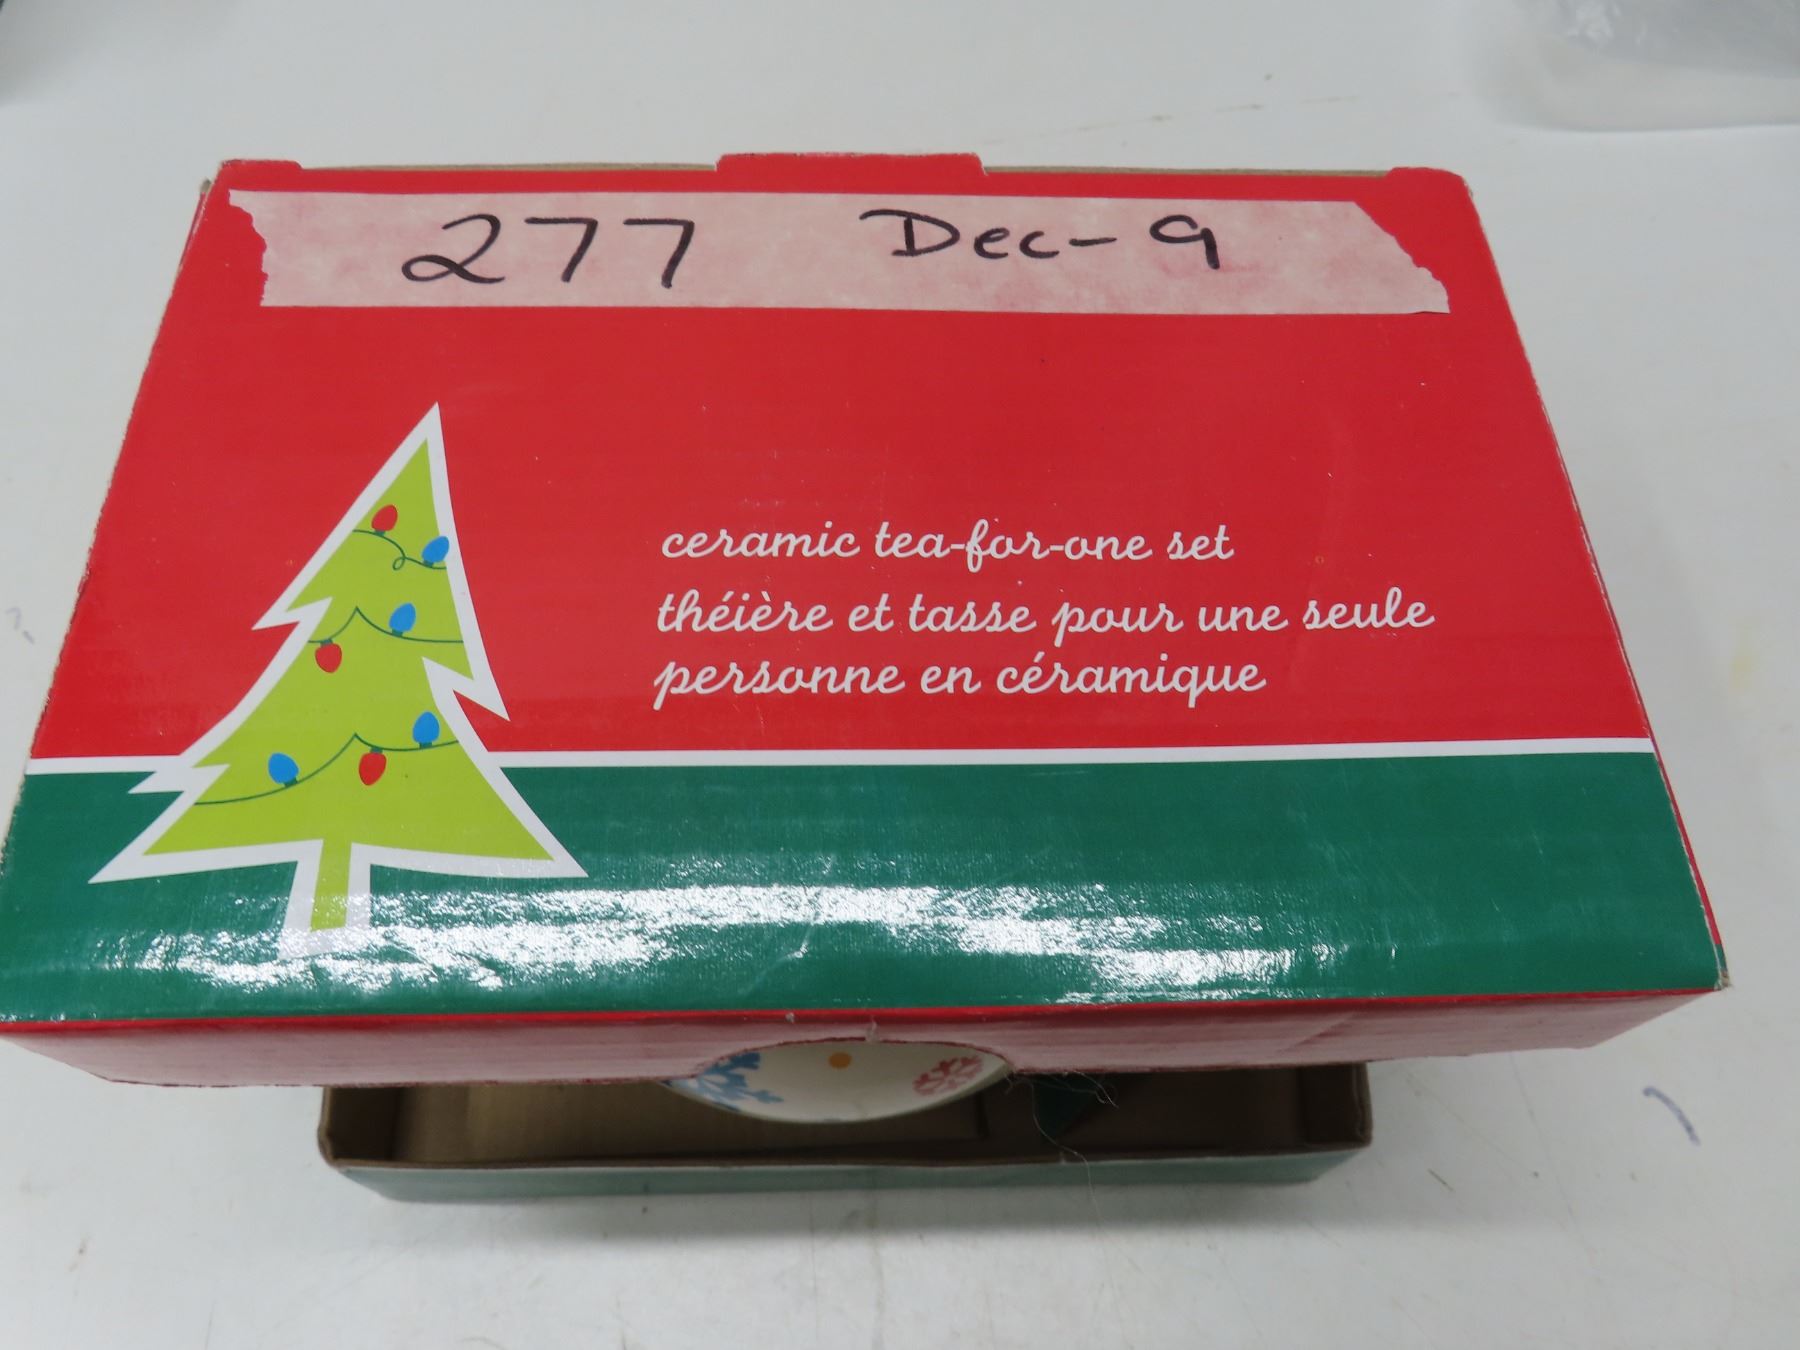 277 Dec-9
ceramic tea-for-one set
théière et tasse pour une seule
personne en céramique